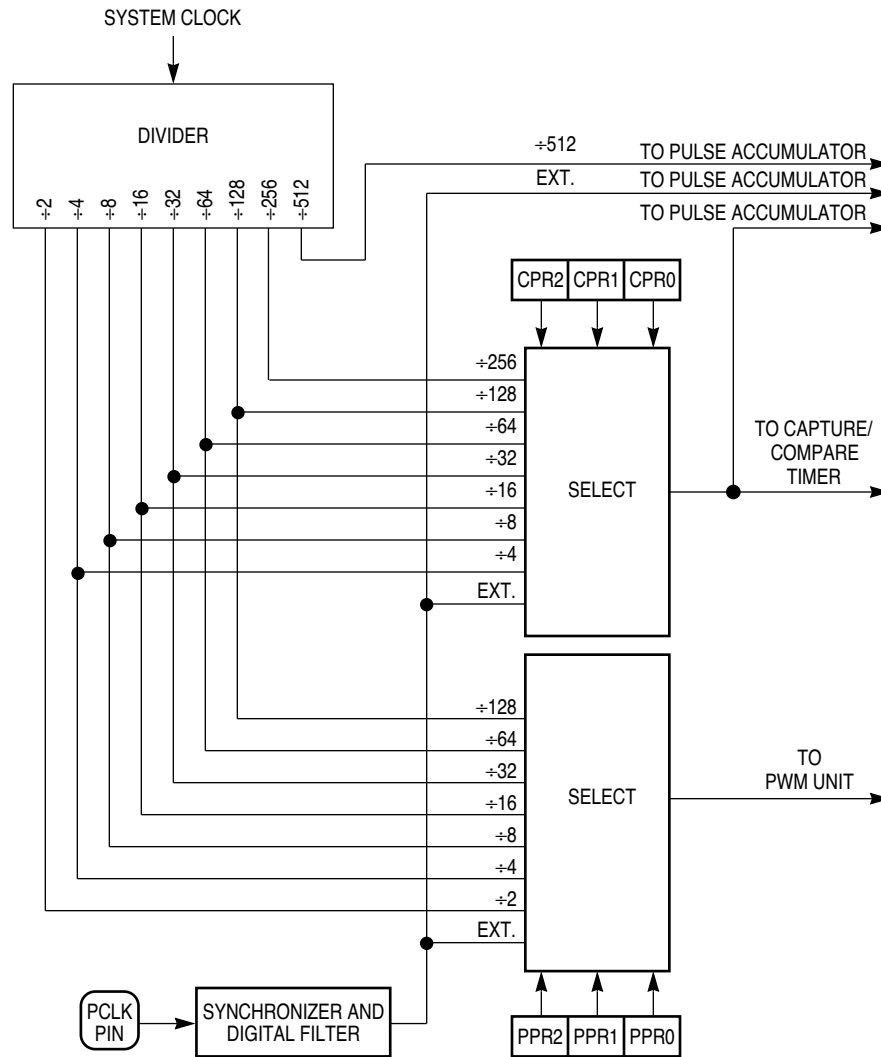 SYSTEM CLOCK
DIVIDER
÷2
÷4
÷8
÷16
÷32
÷64
÷128
÷256
÷512
÷512
TO PULSE ACCUMULATOR
EXT.
TO PULSE ACCUMULATOR
TO PULSE ACCUMULATOR
CPR2
CPR1
CPR0
÷256
÷128
÷64
÷32
÷16
÷8
÷4
EXT.
SELECT
TO CAPTURE/
COMPARE
TIMER
÷128
÷64
÷32
÷16
÷8
÷4
÷2
EXT.
SELECT
TO
PWM UNIT
PCLK
PIN
SYNCHRONIZER AND
DIGITAL FILTER
PPR2
PPR1
PPR0